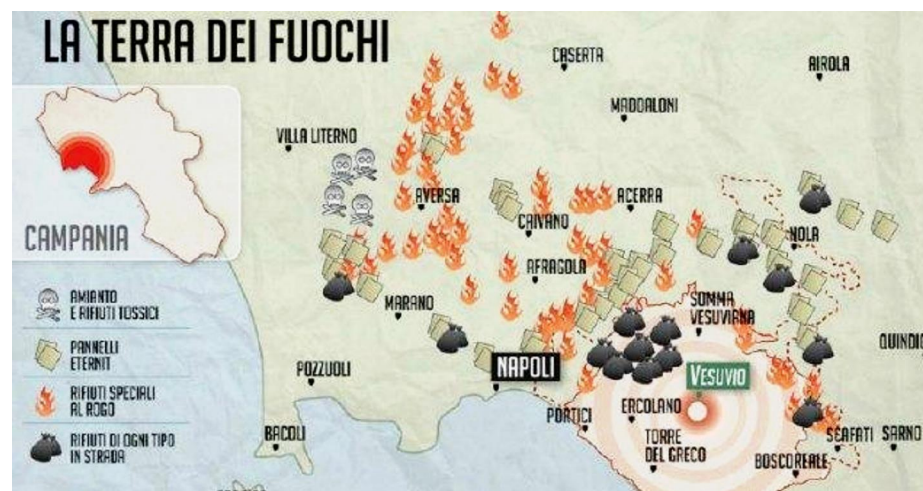 LA TERRA DEI FUOCHI
CASERTA
AIROLA
MADDALONI
VILLA LITERNO
AVERSA
ACERRA
CAIVANO
NOLA
CAMPANIA
AFRAGOLA
AMIANTO
E RIFIUTI TOSSICI
MARANO
SOMMA
VESUVIANA
PANNELLI
ETERNIT
QUINDIC
POZZUOLI
NAPOLI
VESUVIO
RIFIUTI SPECIALI
AL ROGO
PORTICI
ERCOLANO
BACOLI
RIFIUTI DI OGNI TIPO
IN STRADA
TORRE
DEL GRECO
SCAFATI
SARNO
BOSCOREALE